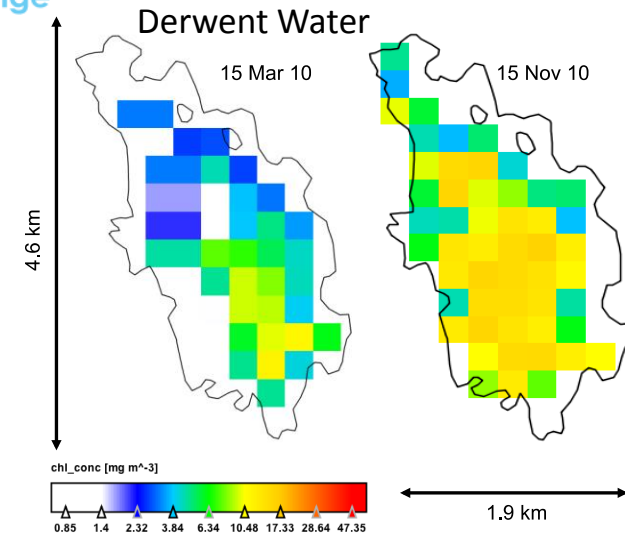 Derwent Water
15 Mar 10
15 Nov 10
4.6 km
chl_conc [mg m^-3]
0.85 1.4 2.32 3.84 6.34 10.48 17.33 28.64 47.35
1.9 km